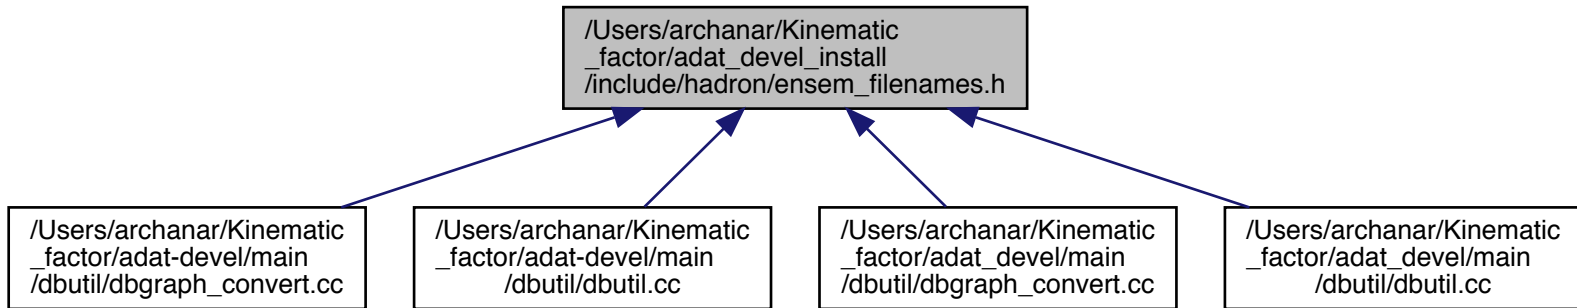 /Users/archanar/Kinematic
_factor/adat_devel_install
/include/hadron/ensem_filenames.h
/Users/archanar/Kinematic
_factor/adat-devel/main
/dbutil/dbgraph_convert.cc
/Users/archanar/Kinematic
_factor/adat-devel/main
/dbutil/dbutil.cc
/Users/archanar/Kinematic
_factor/adat_devel/main
/dbutil/dbgraph_convert.cc
/Users/archanar/Kinematic
_factor/adat_devel/main
/dbutil/dbutil.cc